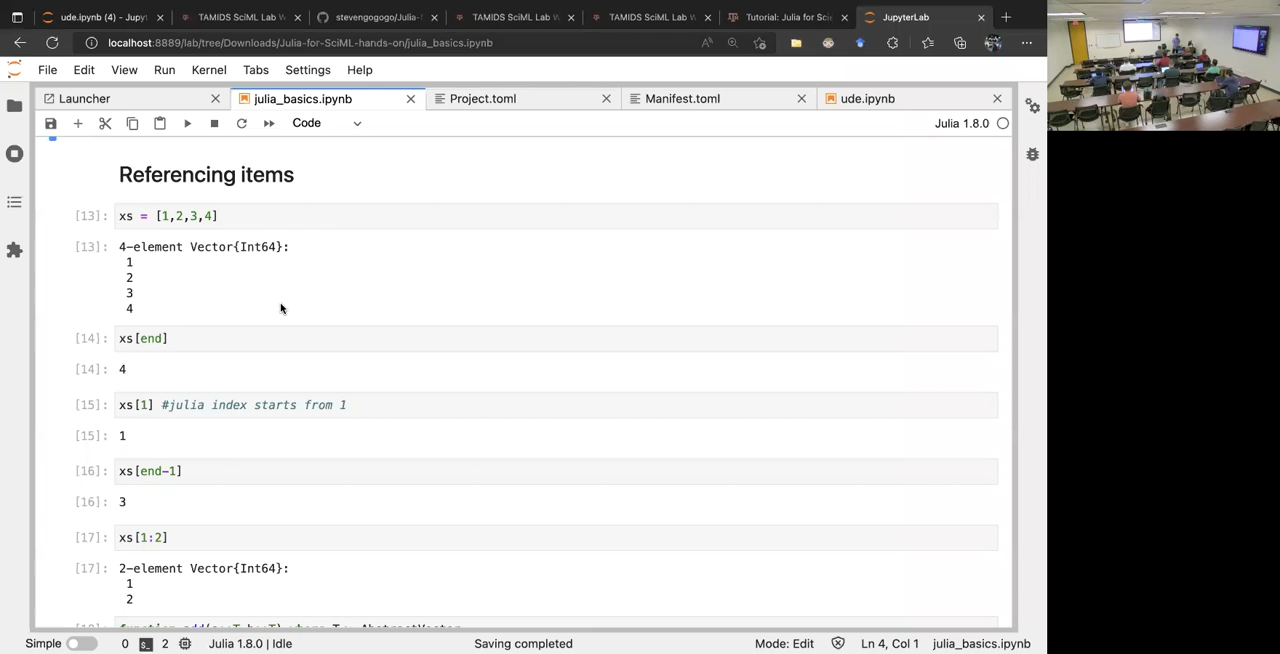 ude.ipynb (4) - Jupyt
TAMIDS SciML Lab W
stevengogogo/Julia-
TAMIDS SciML Lab W
TAMIDS SciML Lab W
Tutorial: Julia for Scie
JupyterLab
localhost:8889/lab/tree/Downloads/Julia-for-SciML-hands-on/julia_basics.ipynb
File Edit View Run Kernel Tabs Settings Help
Launcher
julia_basics.ipynb
Project.toml
Manifest.toml
ude.ipynb
Code
Julia 1.8.0
Referencing items
[13]: xs = [1,2,3,4]
[13]: 4-element Vector{Int64}:
1
2
3
4
[14]: xs[end]
[14]: 4
[15]: xs[1] #julia index starts from 1
[15]: 1
[16]: xs[end-1]
[16]: 3
[17]: xs[1:2]
[17]: 2-element Vector{Int64}:
1
2
Simple 0 2 Julia 1.8.0 | Idle Saving completed Mode: Edit Ln 4, Col 1 julia_basics.ipynb